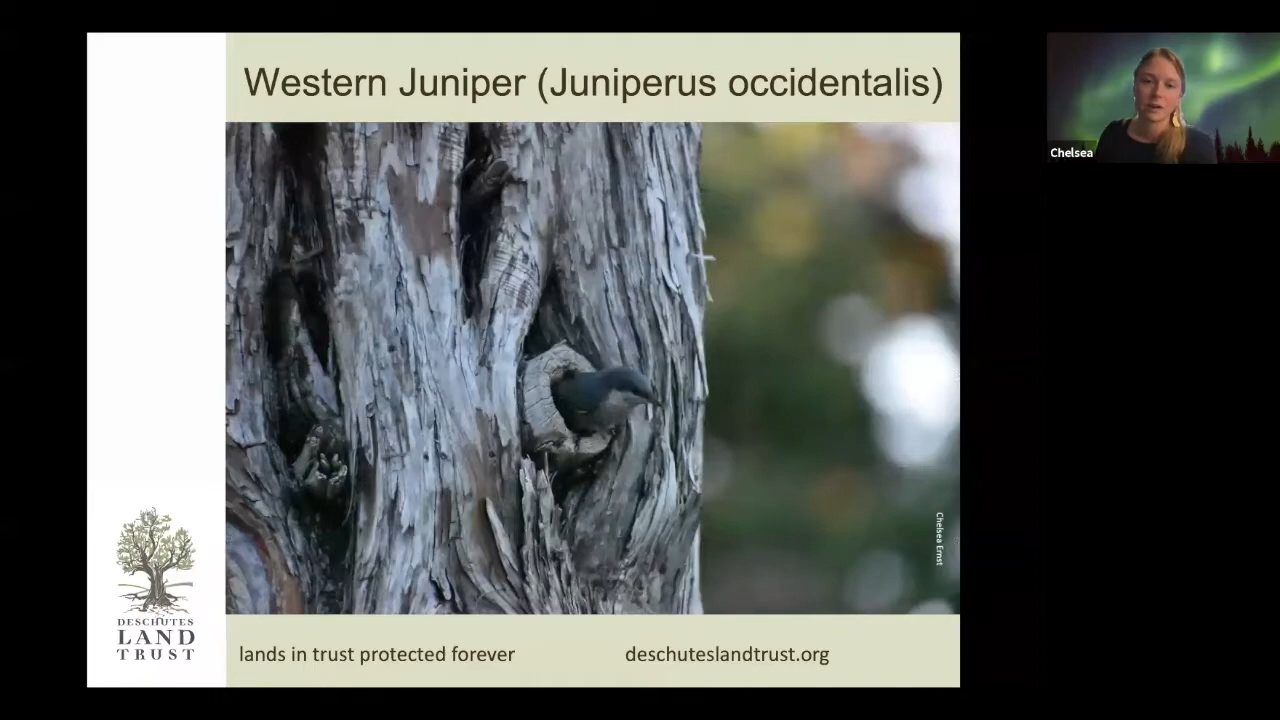 Western Juniper (Juniperus occidentalis)
Chelsea
Chelsea Ernst
DESCHUTES
LAND
TRUST
lands in trust protected forever
deschuteslandtrust.org